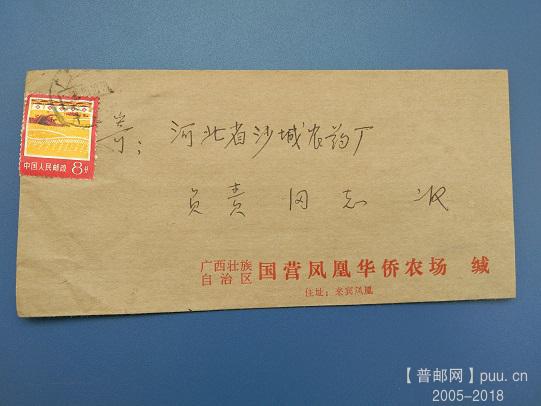 中国人民邮政
8分
寄：河北省沙城农药厂
负责同志收
广西壮族
自治区
国营凤凰华侨农场 缄
住址：来宾凤凰
【普邮网】puu.cn
2005-2018